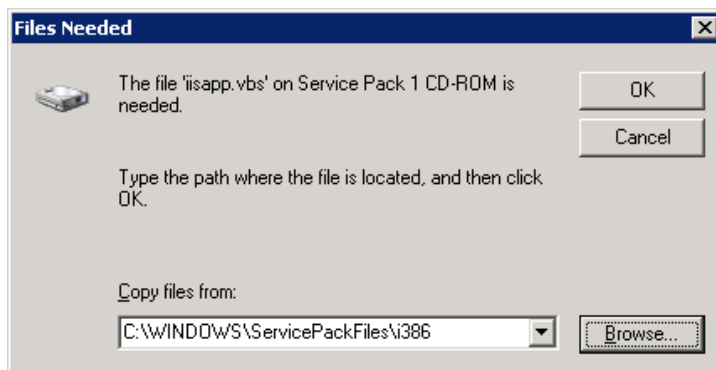 Files Needed
The file 'iisapp.vbs' on Service Pack 1 CD-ROM is
needed.
OK
Cancel
Type the path where the file is located, and then click
OK.
Copy files from:
C:\WINDOWS\ServicePackFiles\i386
Browse...